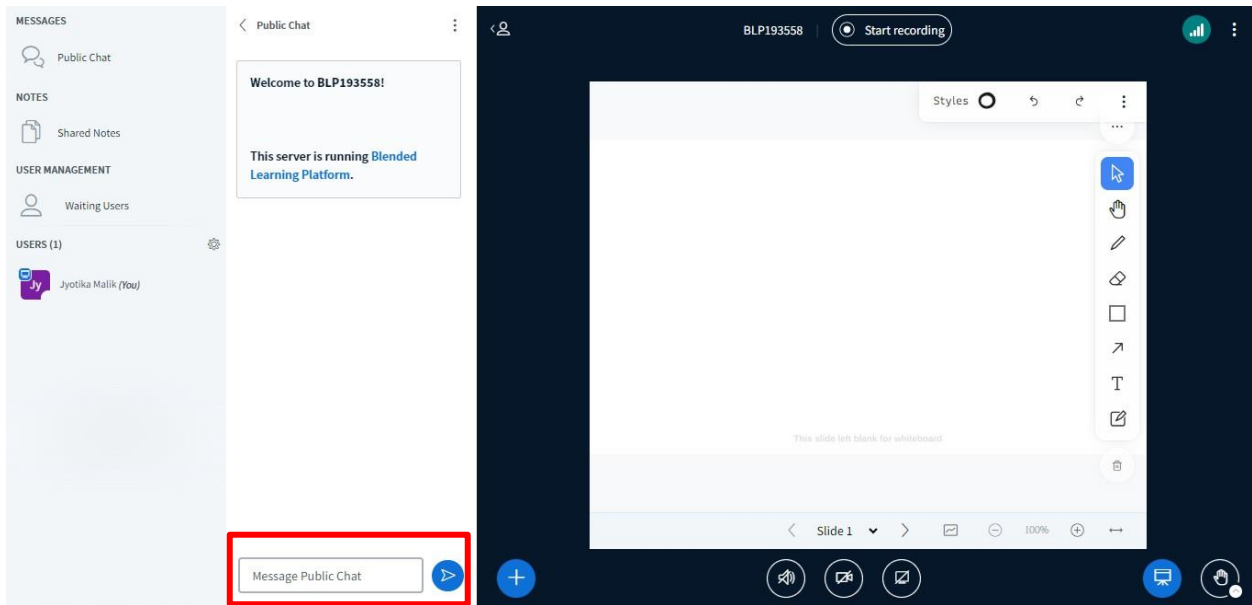 MESSAGES
Public Chat
NOTES
Shared Notes
USER MANAGEMENT
Waiting Users
USERS (1)
Jy
Jyotika Malik (You)
Public Chat
Welcome to BLP193558!
This server is running Blended
Learning Platform.
Message Public Chat
BLP193558
Start recording
Styles
T
This slide left blank for whiteboard
Slide 1
100%